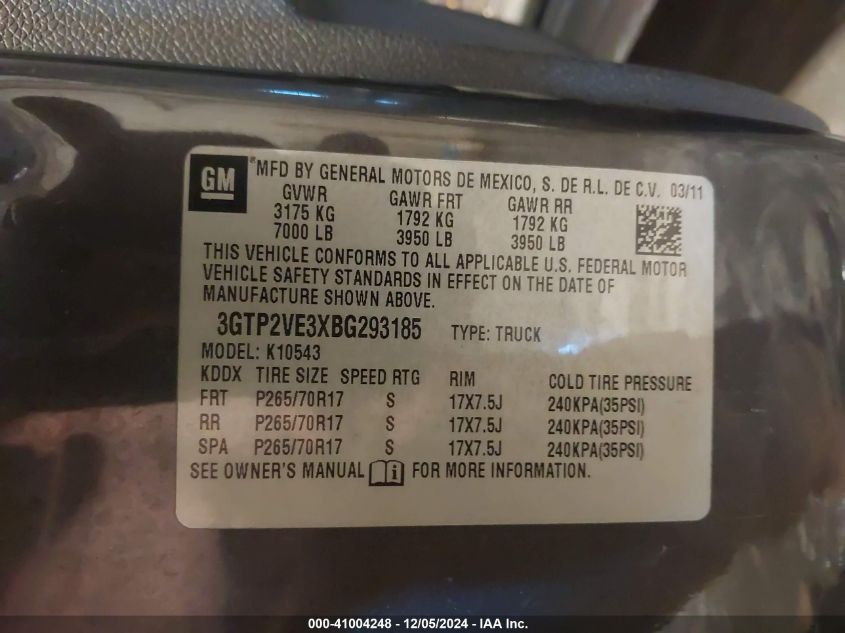 GM
®MFD BY GENERAL MOTORS DE MEXICO, S. DE R.L. DE C.V. 03/11
GVWR GAWR FRT GAWR RR
3175 KG 1792 KG 1792 KG
7000 LB 3950 LB 3950 LB
THIS VEHICLE CONFORMS TO ALL APPLICABLE U.S. FEDERAL MOTOR
VEHICLE SAFETY STANDARDS IN EFFECT ON THE DATE OF
MANUFACTURE SHOWN ABOVE.
3GTP2VE3XBG293185 TYPE: TRUCK
MODEL: K10543
KDDX TIRE SIZE SPEED RTG RIM COLD TIRE PRESSURE
FRT P265/70R17 S 17X7.5J 240KPA(35PSI)
RR P265/70R17 S 17X7.5J 240KPA(35PSI)
SPA P265/70R17 S 17X7.5J 240KPA(35PSI)
SEE OWNER'S MANUAL i FOR MORE INFORMATION.
000-41004248 - 12/05/2024 - IAA Inc.